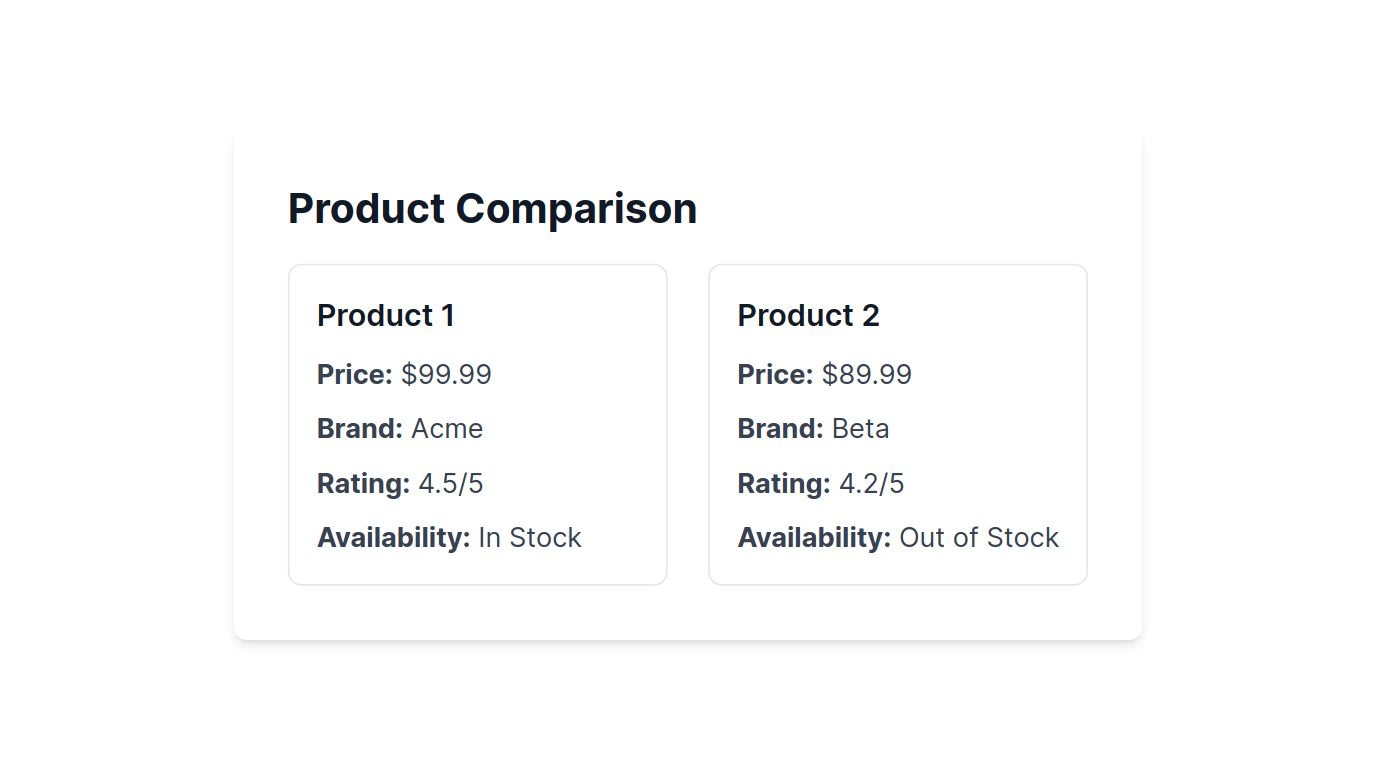 Product Comparison
Product 1
Price: $99.99
Brand: Acme
Rating: 4.5/5
Availability: In Stock
Product 2
Price: $89.99
Brand: Beta
Rating: 4.2/5
Availability: Out of Stock